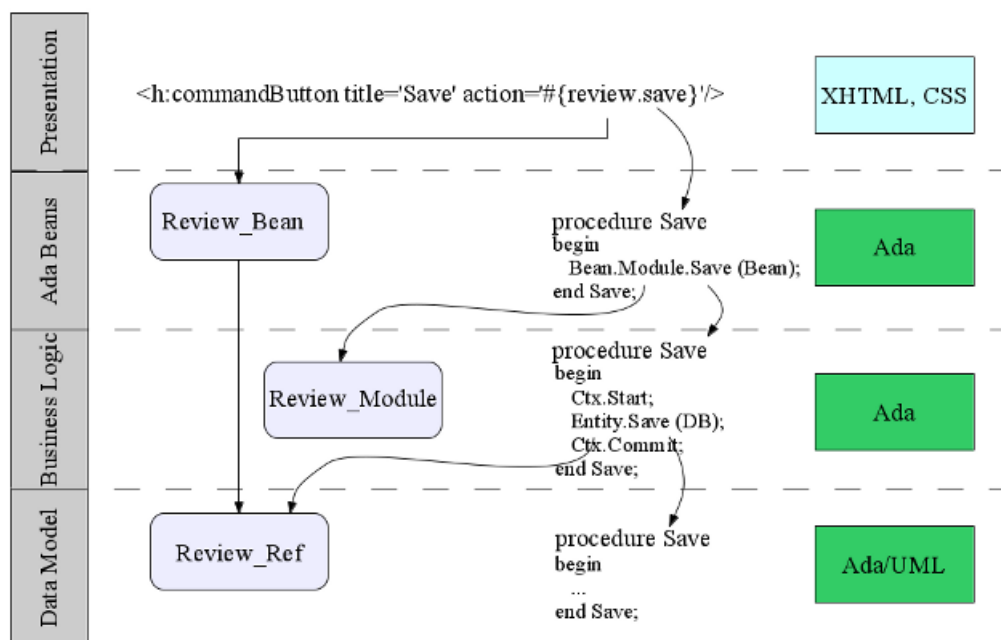 Presentation
<h:commandButton title='Save' action='#{review.save}'/>
XHTML, CSS
Ada Beans
Review_Bean
procedure Save
begin
Bean.Module.Save (Bean);
end Save;
Ada
Business Logic
Review_Module
procedure Save
begin
Ctx.Start;
Entity.Save (DB);
Ctx.Commit;
end Save;
Ada
Data Model
Review_Ref
procedure Save
begin
...
end Save;
Ada/UML